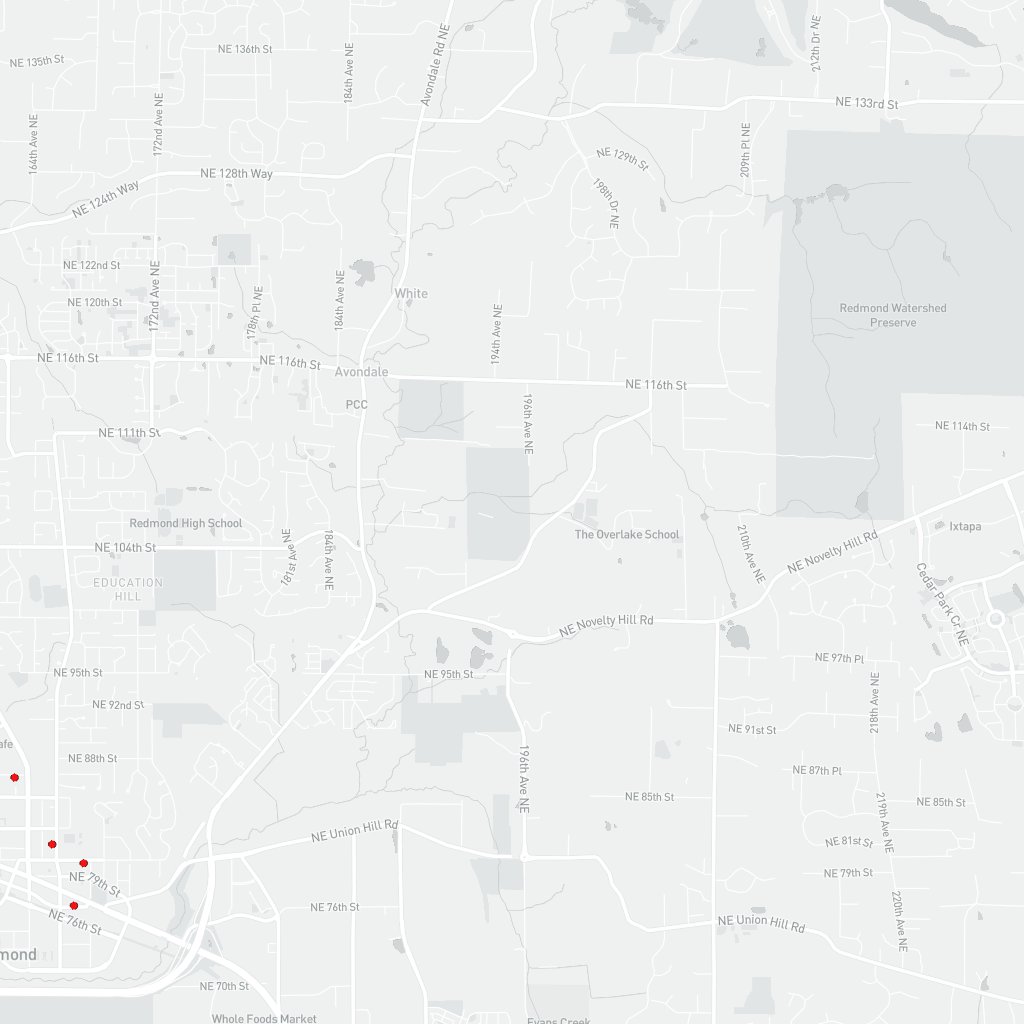 NE 136th St
NE 135th St
184th Ave NE
Avondale Rd NE
212th Dr NE
172nd Ave NE
164th Ave NE
NE 133rd St
NE 129th St
209th Pl NE
NE 128th Way
NE 124th Way
198th Dr NE
NE 122nd St
NE 120th St
172nd Ave NE
178th Pl NE
184th Ave NE
White
194th Ave NE
Redmond Watershed
Preserve
NE 116th St
NE 116th St
Avondale
NE 116th St
PCC
196th Ave NE
NE 111th St
NE 114th St
Redmond High School
The Overlake School
Ixtapa
NE 104th St
181st Ave NE
184th Ave NE
210th Ave NE
NE Novelty Hill Rd
EDUCATION
HILL
Cedar Park Cr NE
NE Novelty Hill Rd
NE 97th Pl
NE 95th St
NE 95th St
NE 92nd St
218th Ave NE
NE 91st St
afe
NE 88th St
196th Ave NE
NE 87th Pl
NE 85th St
NE 85th St
219th Ave NE
NE Union Hill Rd
NE 81st St
NE 79th St
NE 79th St
NE 76th St
NE 76th St
220th Ave NE
NE Union Hill Rd
mond
NE 70th St
Whole Foods Market
Evans Creek